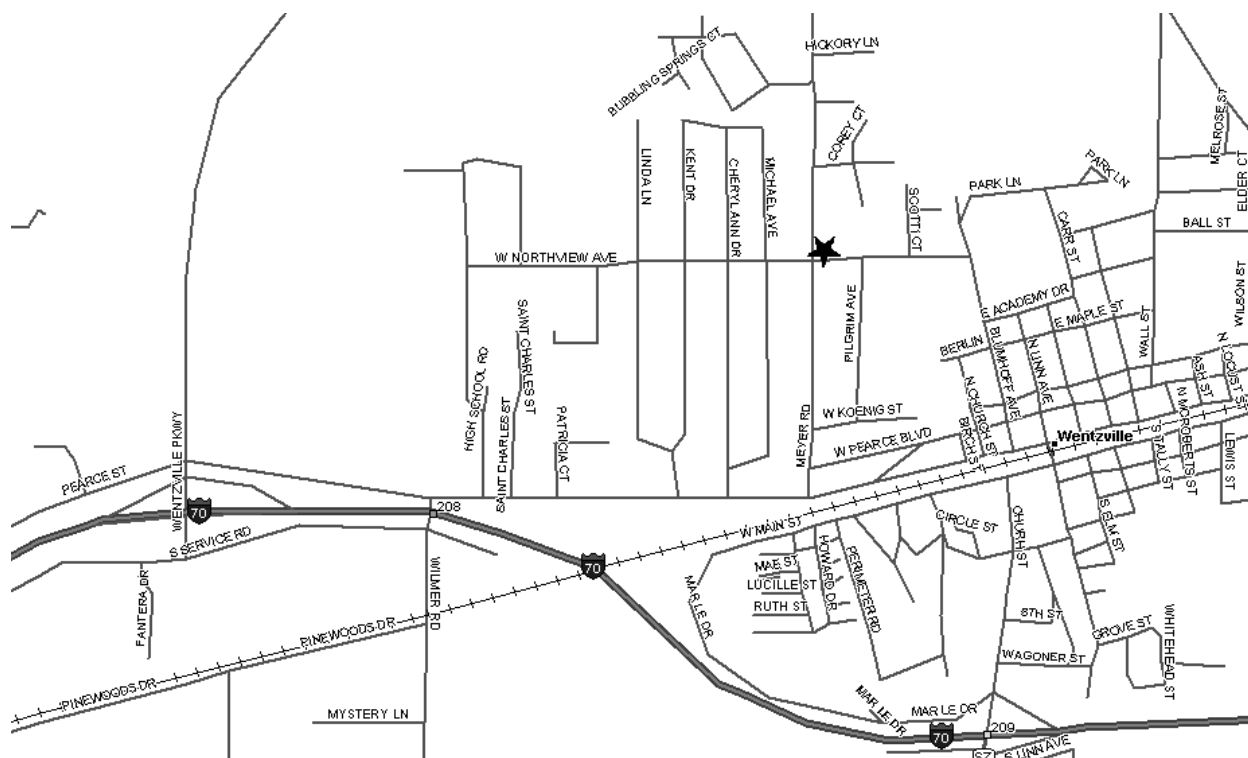 HICKORY LN
BUBBLING SPRINGS CT
MELROSE ST
COREY CT
LINDA LN
KENT DR
CHERYL ANN DR
MICHAEL AVE
PARK LN
PARK LN
ELDER CT
SCOTTI CT
CARR ST
BALL ST
W NORTHVIEW AVE
WILSON ST
E ACADEMY DR
E MAPLE ST
SAINT CHARLES ST
PILGRIM AVE
BERLIN
BLUMHOFF AVE
N LINN AVE
WALL ST
HIGH SCHOOL RD
N CHURCH ST
ASH ST
N LOCUST ST
N MCROBERTS ST
W KOENIG ST
PATRICIA CT
MEYER RD
W PEARCE BLVD
BIRCH S
Wentzville
WENTZVILLE PKWY
SAINT CHARLES ST
PEARCE ST
S TALLY ST
LEWIS ST
70
208
W MAIN ST
CIRCLE ST
CHURH ST
S ELM ST
S SERVICE RD
70
MAE ST
LUCILLE ST
RUTH ST
HOWARD DR
PERIMETER RD
FANTERA DR
WILMER RD
MAR LE DR
8TH ST
GROVE ST
WHITEHEAD ST
PINEWOODS DR
WAGONER ST
PINEWOODS DR
MYSTERY LN
MAR LE DR
MAR LE DR
70
209
S LINN AVE